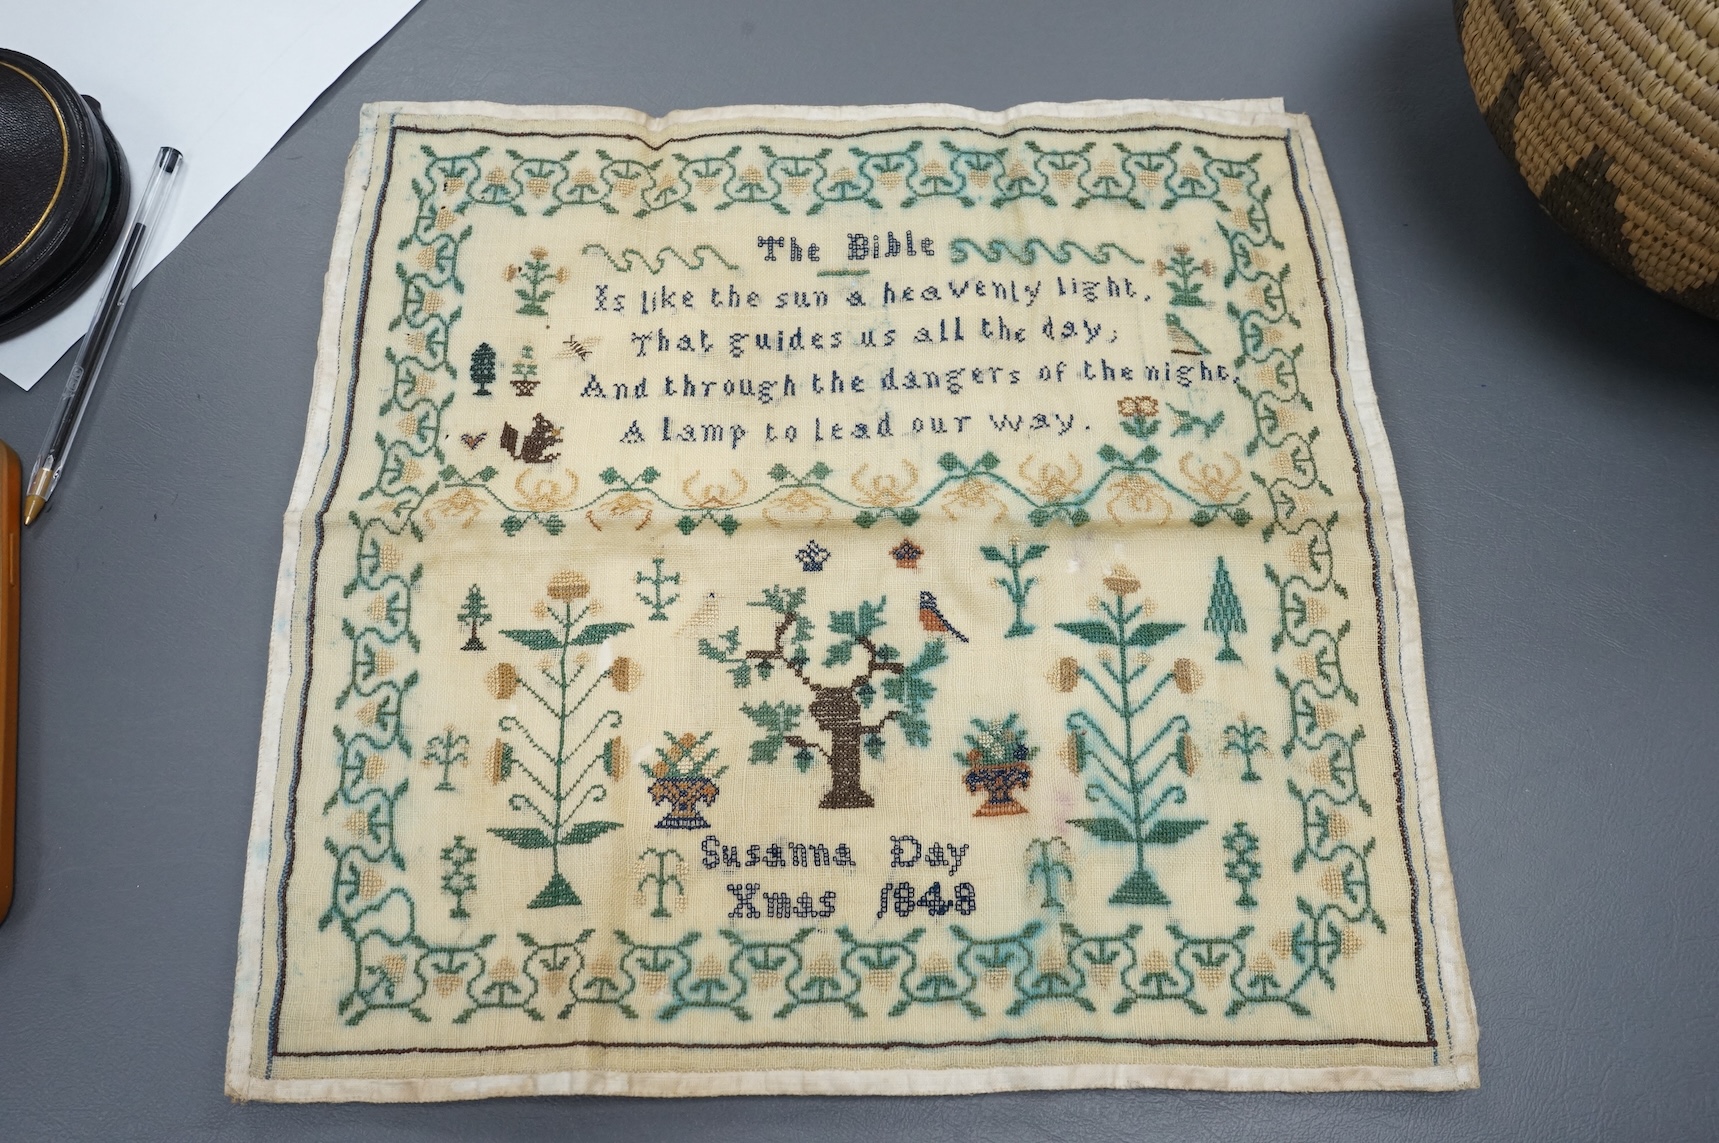 The Bible
Is like the sun a heavenly light,
That guides us all the day;
And through the dangers of the night,
A lamp to lead our way.
Susanna Day
Xmas 1848